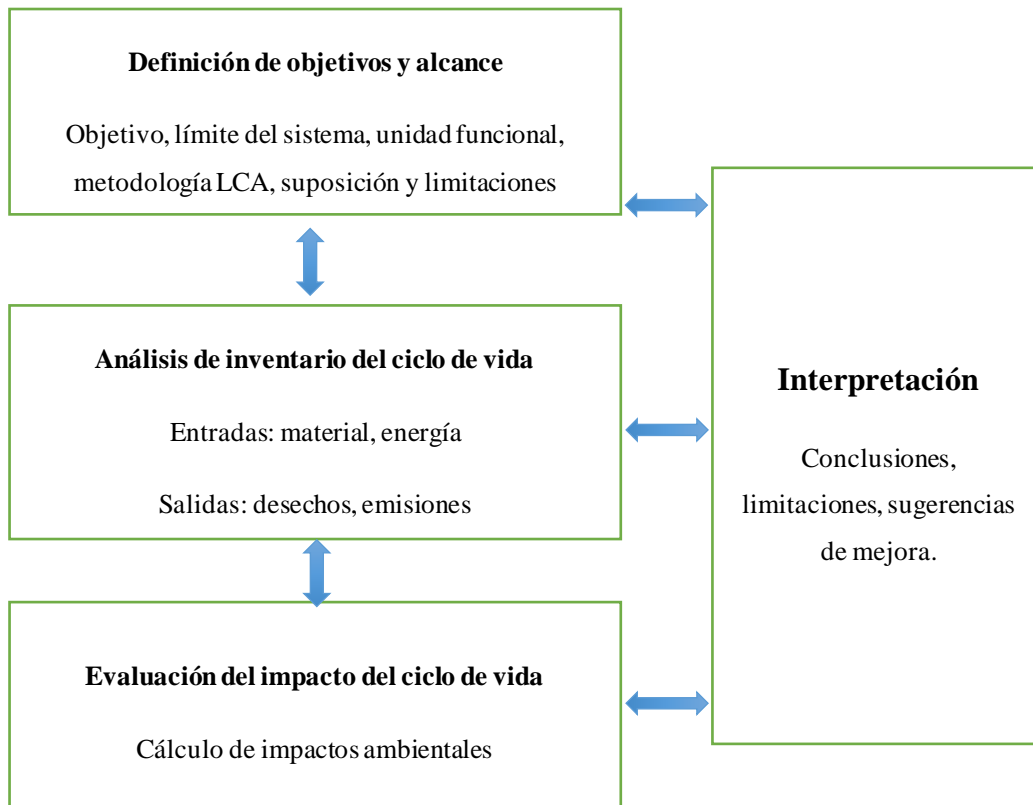 Definición de objetivos y alcance
Objetivo, límite del sistema, unidad funcional,
metodología LCA, suposición y limitaciones
Análisis de inventario del ciclo de vida
Entradas: material, energía
Salidas: desechos, emisiones
Evaluación del impacto del ciclo de vida
Cálculo de impactos ambientales
Interpretación
Conclusiones,
limitaciones, sugerencias
de mejora.